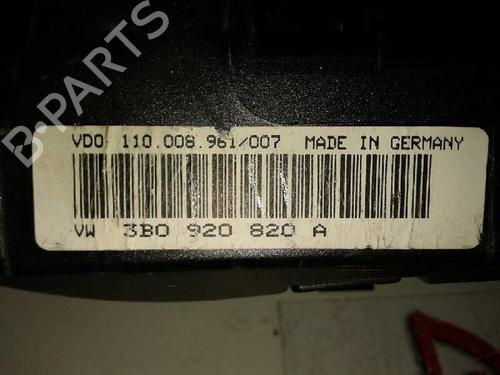 B-PARTS
VDO 110.008.961/007 MADE IN GERMANY
VW 3B0 920 820 A